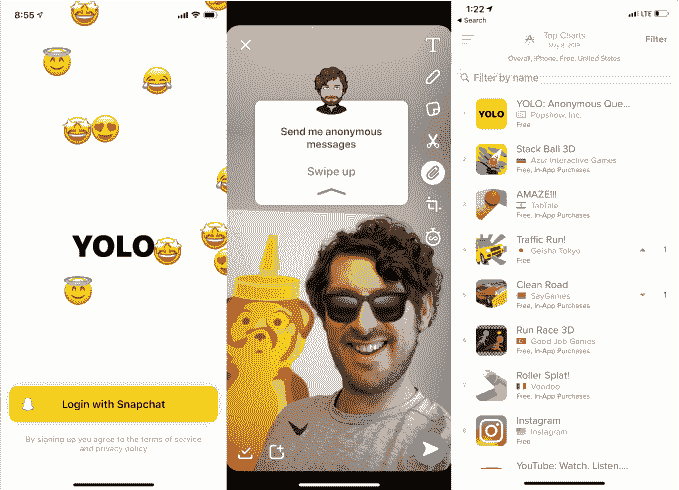 8:55
YOLO
Login with Snapchat
By signing up you agree to the terms of service
and privacy policy
T
Send me anonymous
messages
Swipe up
1:22
LTE
Search
Top Charts
May 8, 2019
Filter
Overall, iPhone, Free, United States
Filter by name
1
YOLO
YOLO: Anonymous Que...
Popshow, Inc.
Free
2
Stack Ball 3D
Azur Interactive Games
Free, In-App Purchases
3
AMAZE!!!
TabTale
Free, In-App Purchases
4
Traffic Run!
Geisha Tokyo
Free
1
5
Clean Road
SayGames
Free, In-App Purchases
1
6
Run Race 3D
Good Job Games
Free, In-App Purchases
7
Roller Splat!
Voodoo
Free, In-App Purchases
8
Instagram
Instagram
Free
YouTube: Watch, Listen,...